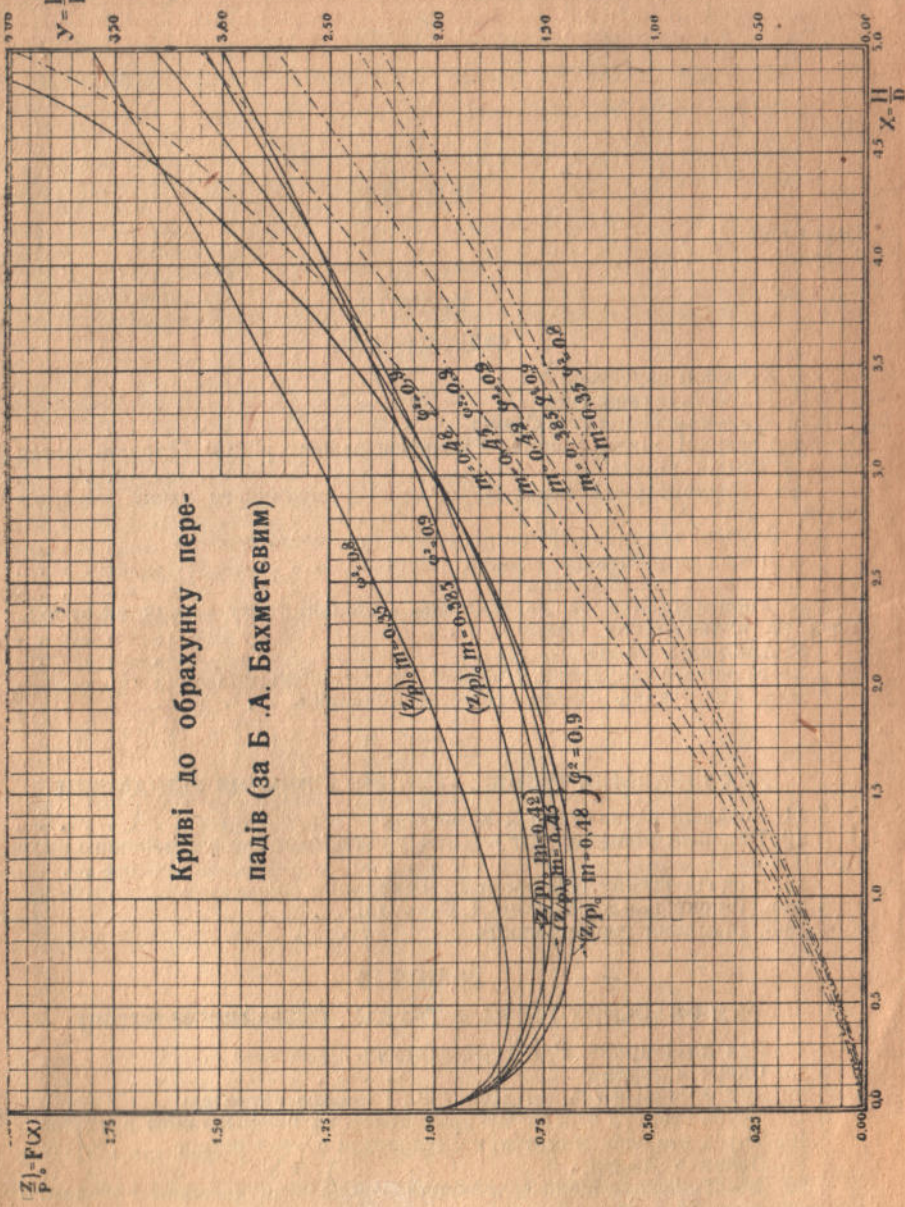 Криві до обрахунку пере-
падів (за Б .А. Бахметєвим)
(Z/p)₀ = F(X)
1.75
1.50
1.25
1.00
0.75
0.50
0.25
0.00
0.0
0.5
1.0
1.5
2.0
2.5
3.0
3.5
4.0
4.5
5.0
3.50
2.50
2.00
1.50
1,00
0.50
0.00
(Z/p)₀ m=0.35 φ²=0.8
(Z/p)₀ m=0.385 φ²=0.9
(Z/p)₀ m=0.42
(Z/p)₀ m=0.45
(Z/p)₀ m=0.48 } φ²=0.9
m=0.48 φ²=0.9
m=0.45 φ²=0.9
m=0.42 φ²=0.9
m=0.385 φ²=0.9
m=0.35 φ²=0.8